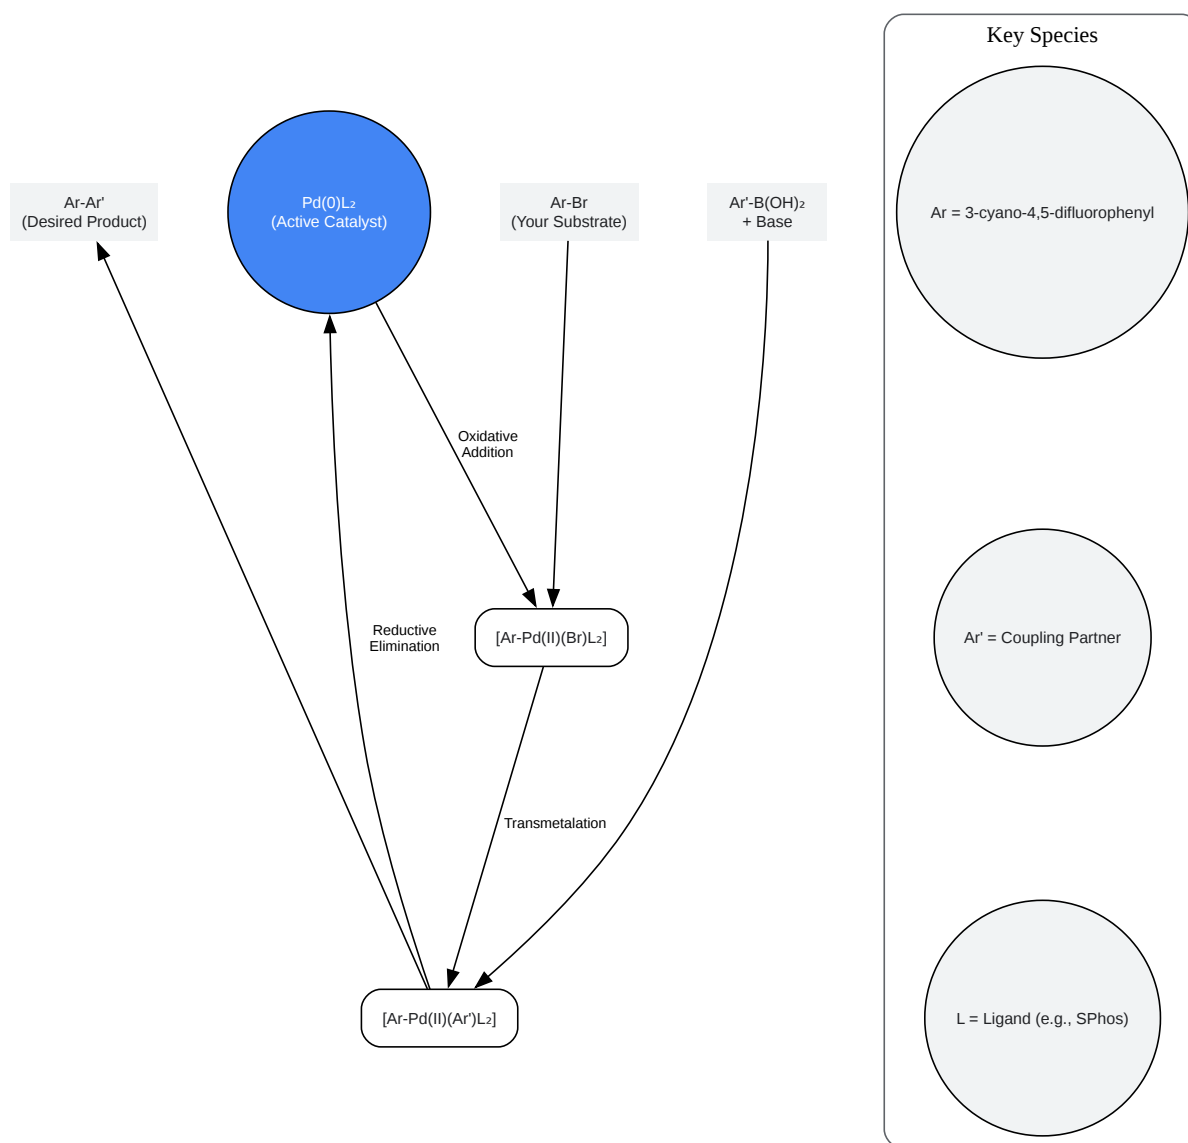 Key Species
Ar-Ar'
(Desired Product)
Pd(0)L₂
(Active Catalyst)
Ar-Br
(Your Substrate)
Ar'-B(OH)₂
+ Base
Ar = 3-cyano-4,5-difluorophenyl
Oxidative
Addition
Reductive
Elimination
[Ar-Pd(II)(Br)L₂]
Ar' = Coupling Partner
Transmetalation
[Ar-Pd(II)(Ar')L₂]
L = Ligand (e.g., SPhos)